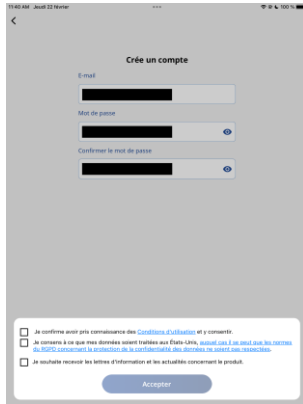 11:40 AM Jeudi 22 février
100 %
Crée un compte
E-mail
Mot de passe
Confirmer le mot de passe
Je confirme avoir pris connaissance des Conditions d'utilisation et y consentir.
Je consens à ce que mes données soient traitées aux États-Unis, auquel cas il se peut que les normes
du RGPD concernant la protection de la confidentialité des données ne soient pas respectées.
Je souhaite recevoir les lettres d'information et les actualités concernant le produit.
Accepter